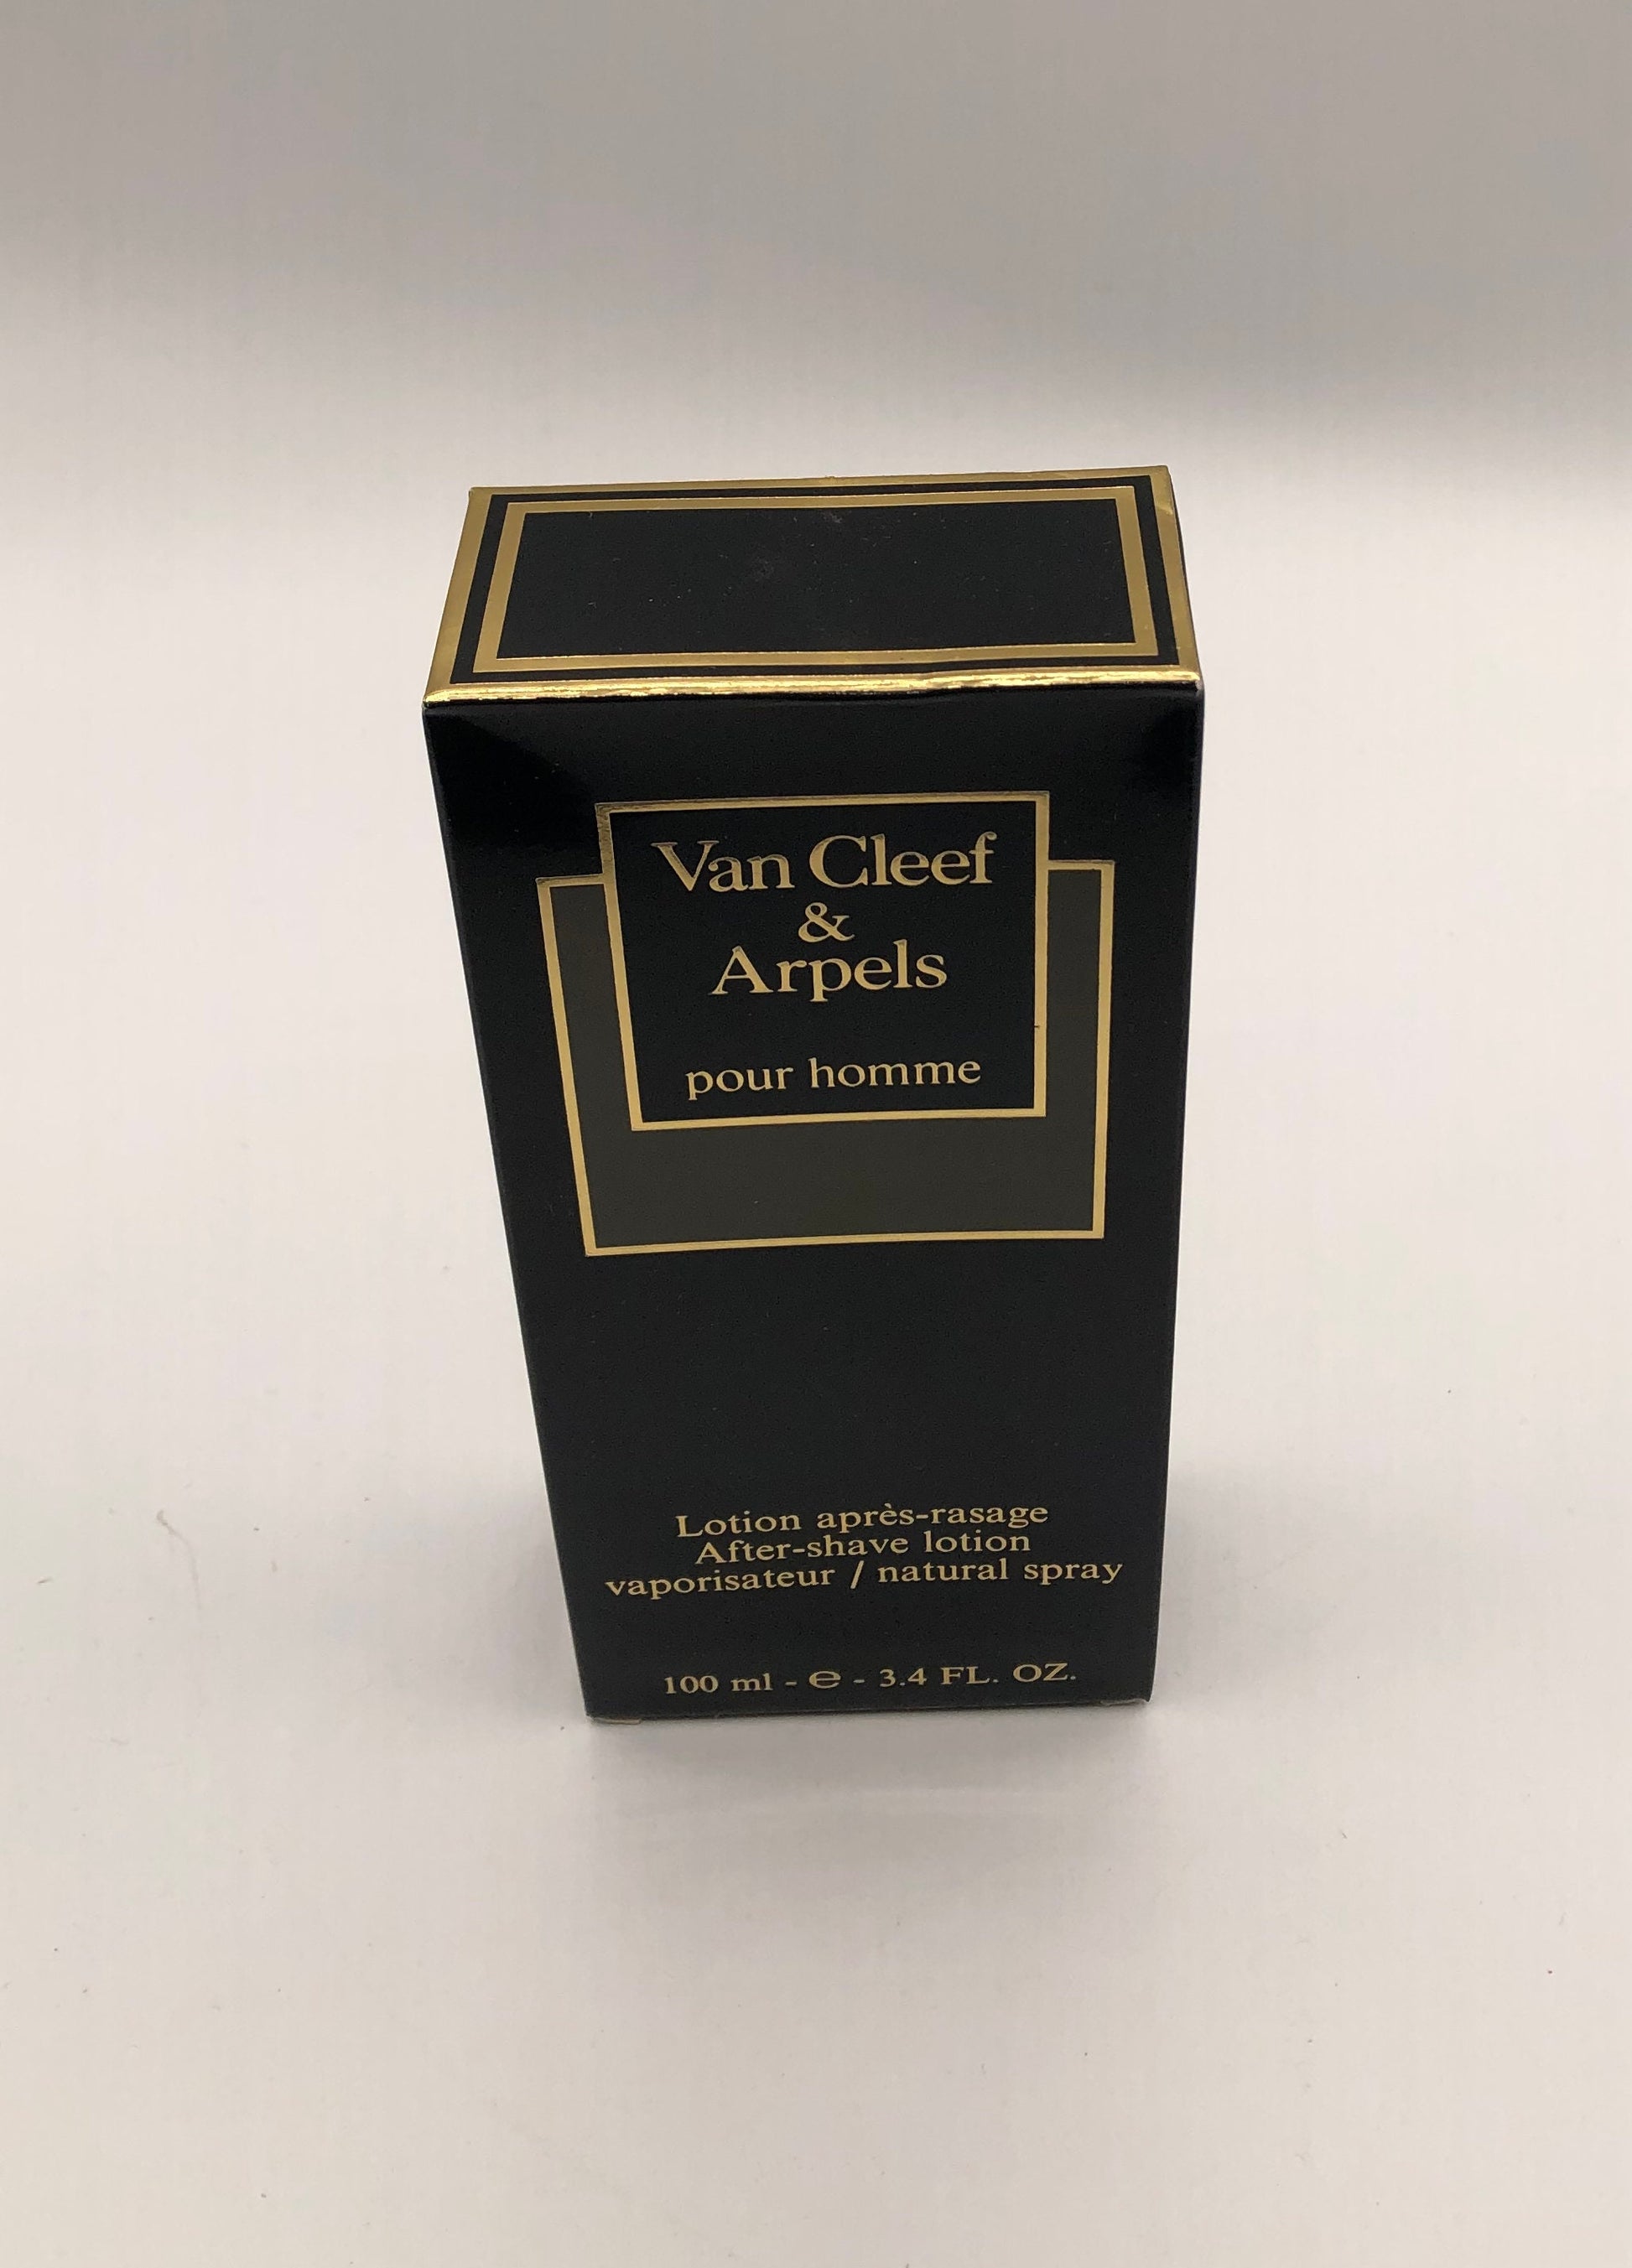 Van Cleef
&
Arpels
pour homme
Lotion après-rasage
After-shave lotion
vaporisateur / natural spray
100 ml - ℮ - 3.4 FL. OZ.